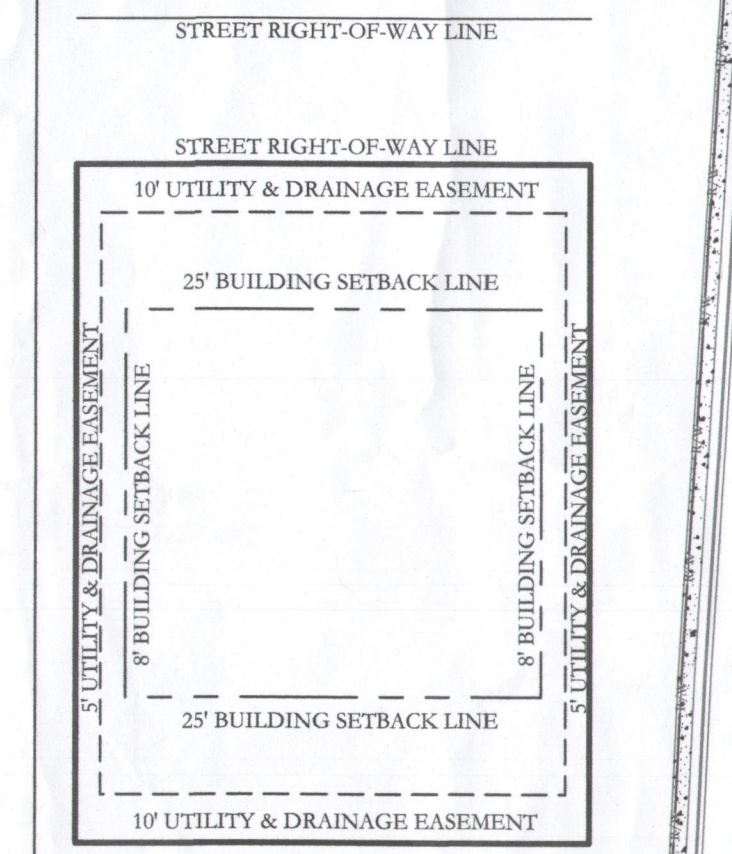 STREET RIGHT-OF-WAY LINE
STREET RIGHT-OF-WAY LINE
10' UTILITY & DRAINAGE EASEMENT
25' BUILDING SETBACK LINE
5' UTILITY & DRAINAGE EASEMENT
8' BUILDING SETBACK LINE
8' BUILDING SETBACK LINE
5' UTILITY & DRAINAGE EASEMENT
25' BUILDING SETBACK LINE
10' UTILITY & DRAINAGE EASEMENT
R/W
R/W
R/W
R/W
R/W
R/W